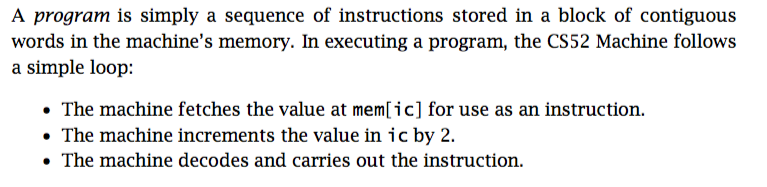 A program is simply a sequence of instructions stored in a block of contiguous
words in the machine's memory. In executing a program, the CS52 Machine follows
a simple loop:
• The machine fetches the value at mem[ic] for use as an instruction.
• The machine increments the value in ic by 2.
• The machine decodes and carries out the instruction.